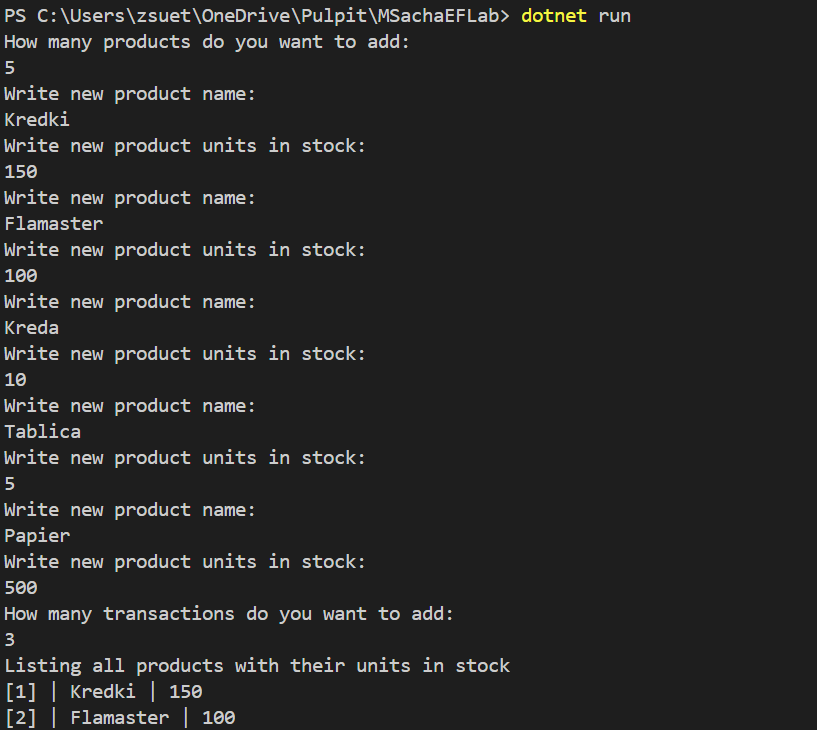 PS C:\Users\zsuet\OneDrive\Pulpit\MSachaEFLab> dotnet run
How many products do you want to add:
5
Write new product name:
Kredki
Write new product units in stock:
150
Write new product name:
Flamaster
Write new product units in stock:
100
Write new product name:
Kreda
Write new product units in stock:
10
Write new product name:
Tablica
Write new product units in stock:
5
Write new product name:
Papier
Write new product units in stock:
500
How many transactions do you want to add:
3
Listing all products with their units in stock
[1] | Kredki | 150
[2] | Flamaster | 100